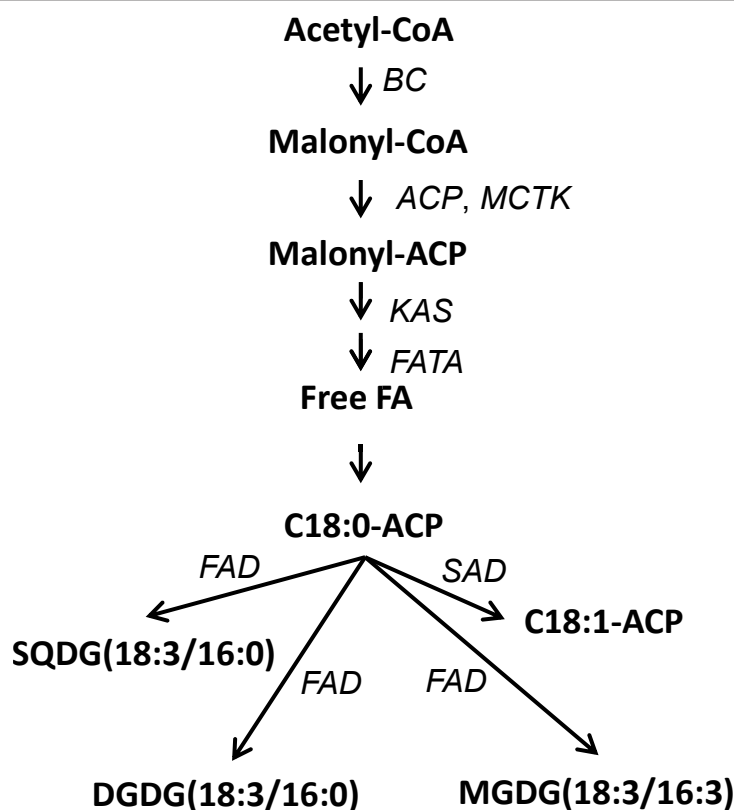 Acetyl-CoA
BC
Malonyl-CoA
ACP, MCTK
Malonyl-ACP
KAS
FATA
Free FA
C18:0-ACP
FAD
SAD
C18:1-ACP
SQDG(18:3/16:0)
FAD
FAD
DGDG(18:3/16:0)
MGDG(18:3/16:3)